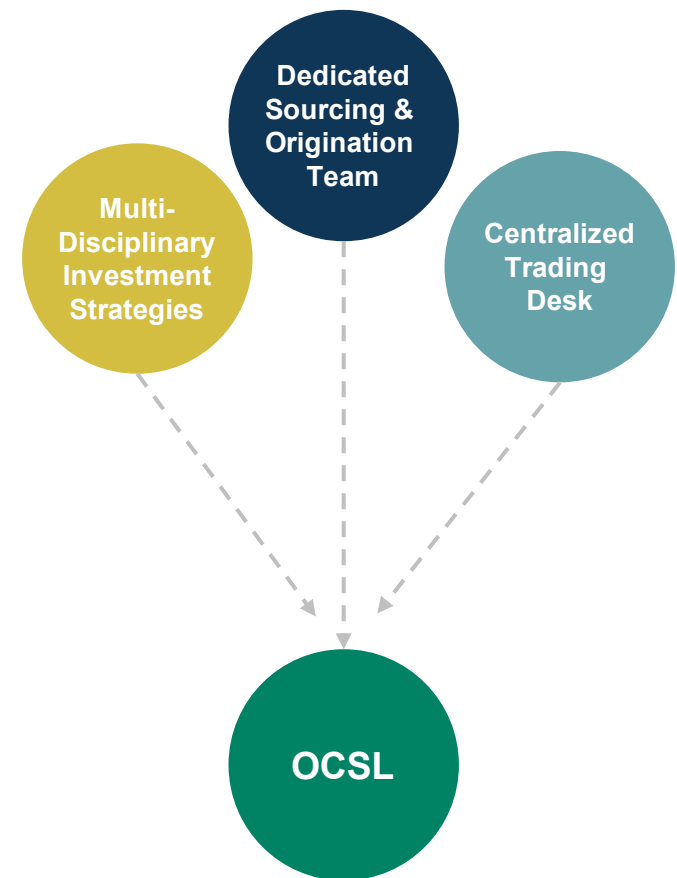 Dedicated
Sourcing &
Origination
Team
Multi-
Disciplinary
Investment
Strategies
Centralized
Trading
Desk
OCSL